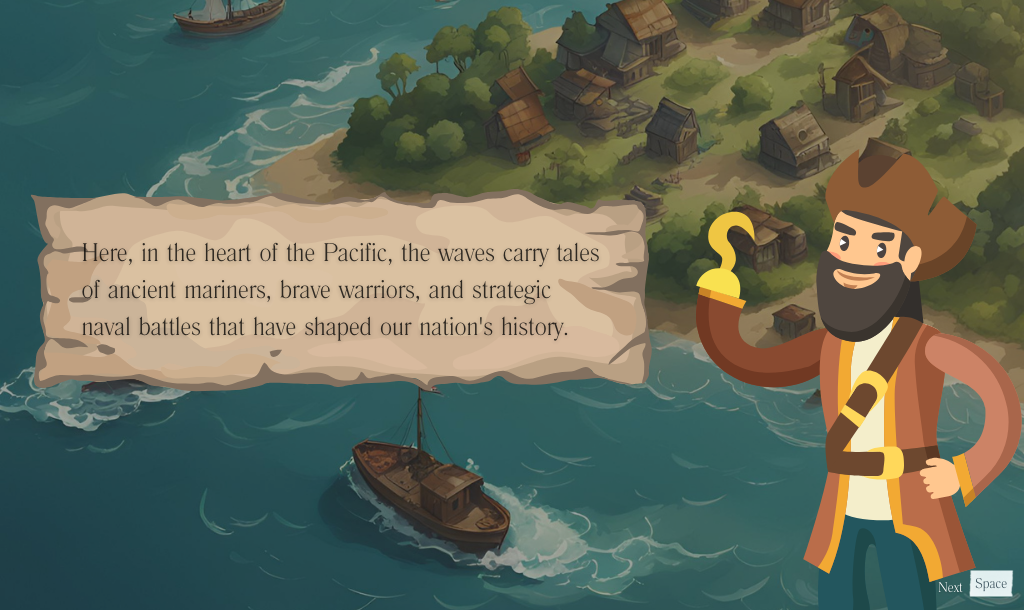 Here, in the heart of the Pacific, the waves carry tales
of ancient mariners, brave warriors, and strategic
naval battles that have shaped our nation's history.
Next Space